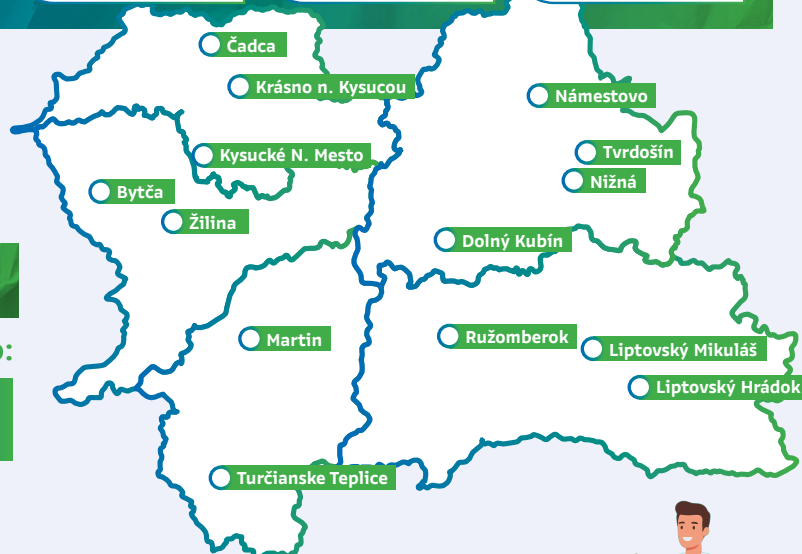 Čadca
Krásno n. Kysucou
Námestovo
Kysucké N. Mesto
Tvrdošín
Nižná
Bytča
Žilina
Dolný Kubín
Martin
Ružomberok
Liptovský Mikuláš
Liptovský Hrádok
Turčianske Teplice